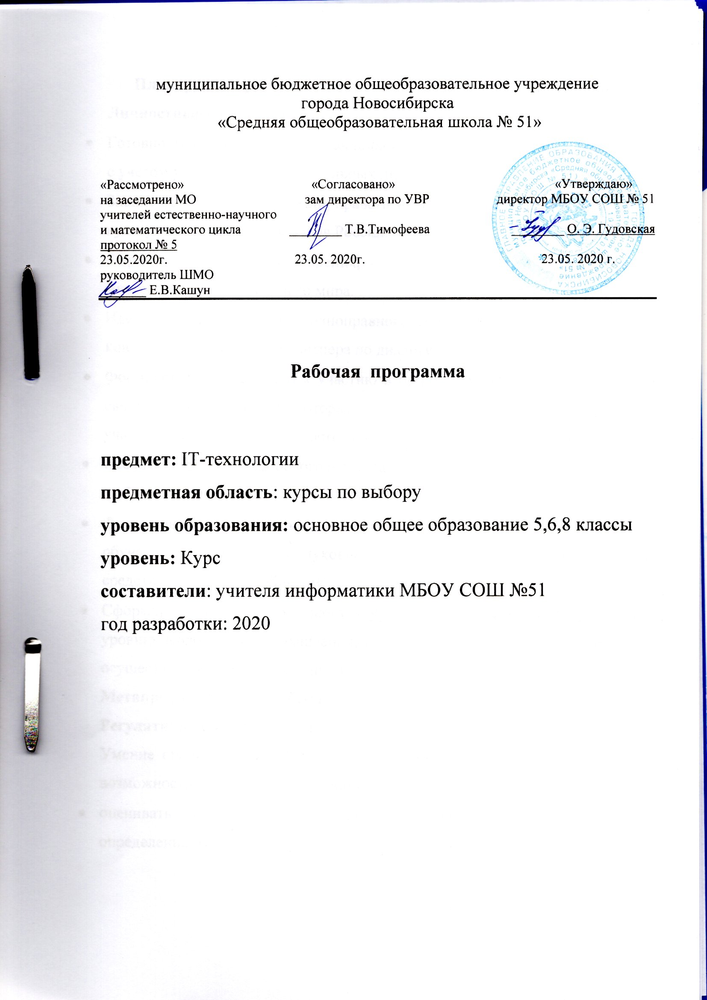 муниципальное бюджетное общеобразовательное учреждение
города Новосибирска
«Средняя общеобразовательная школа № 51»
«Рассмотрено»
на заседании МО
учителей естественно-научного
и математического цикла
протокол № 5
23.05.2020г.
руководитель ШМО
Е.В.Кашун
«Согласовано»
зам директора по УВР
Т.В.Тимофеева
23.05. 2020г.
«Утверждаю»
директор МБОУ СОШ № 51
О. Э. Гудовская
23.05. 2020 г.
Рабочая программа
предмет: IT-технологии
предметная область: курсы по выбору
уровень образования: основное общее образование 5,6,8 классы
уровень: Курс
составители: учителя информатики МБОУ СОШ №51
год разработки: 2020